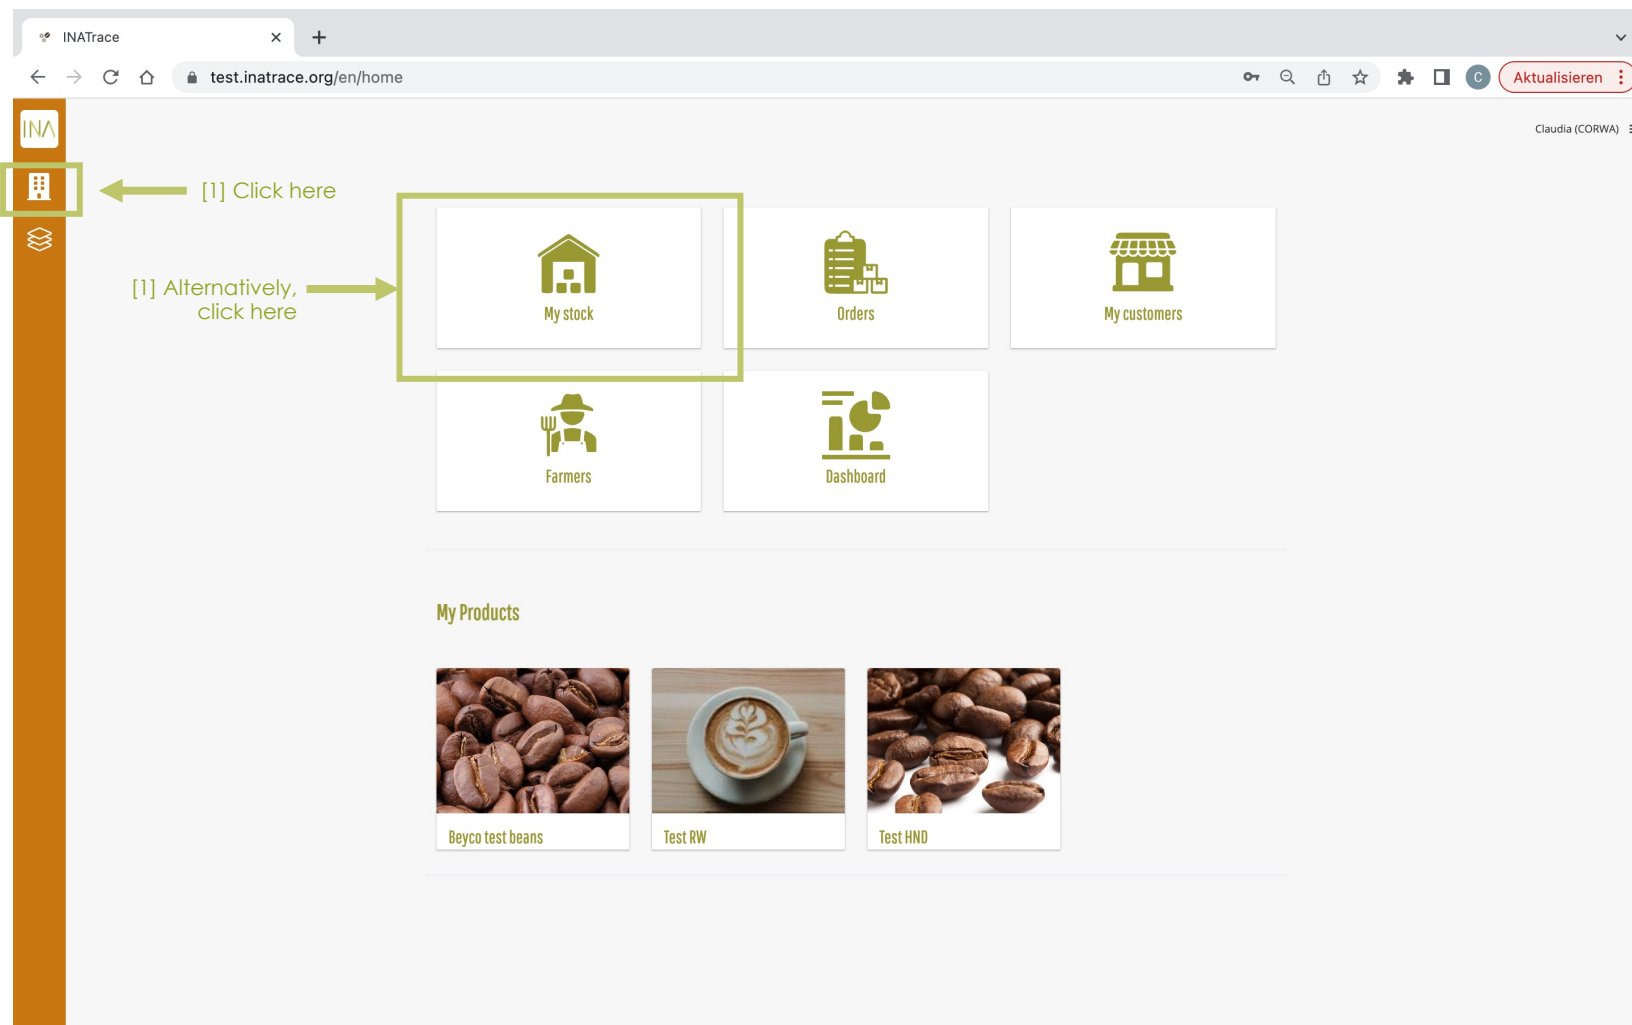 INATrace
test.inatrace.org/en/home
C
Aktualisieren
INA
Claudia (CORWA)
[1] Click here
[1] Alternatively,
click here
My stock
Orders
My customers
Farmers
Dashboard
My Products
Beyco test beans
Test RW
Test HND